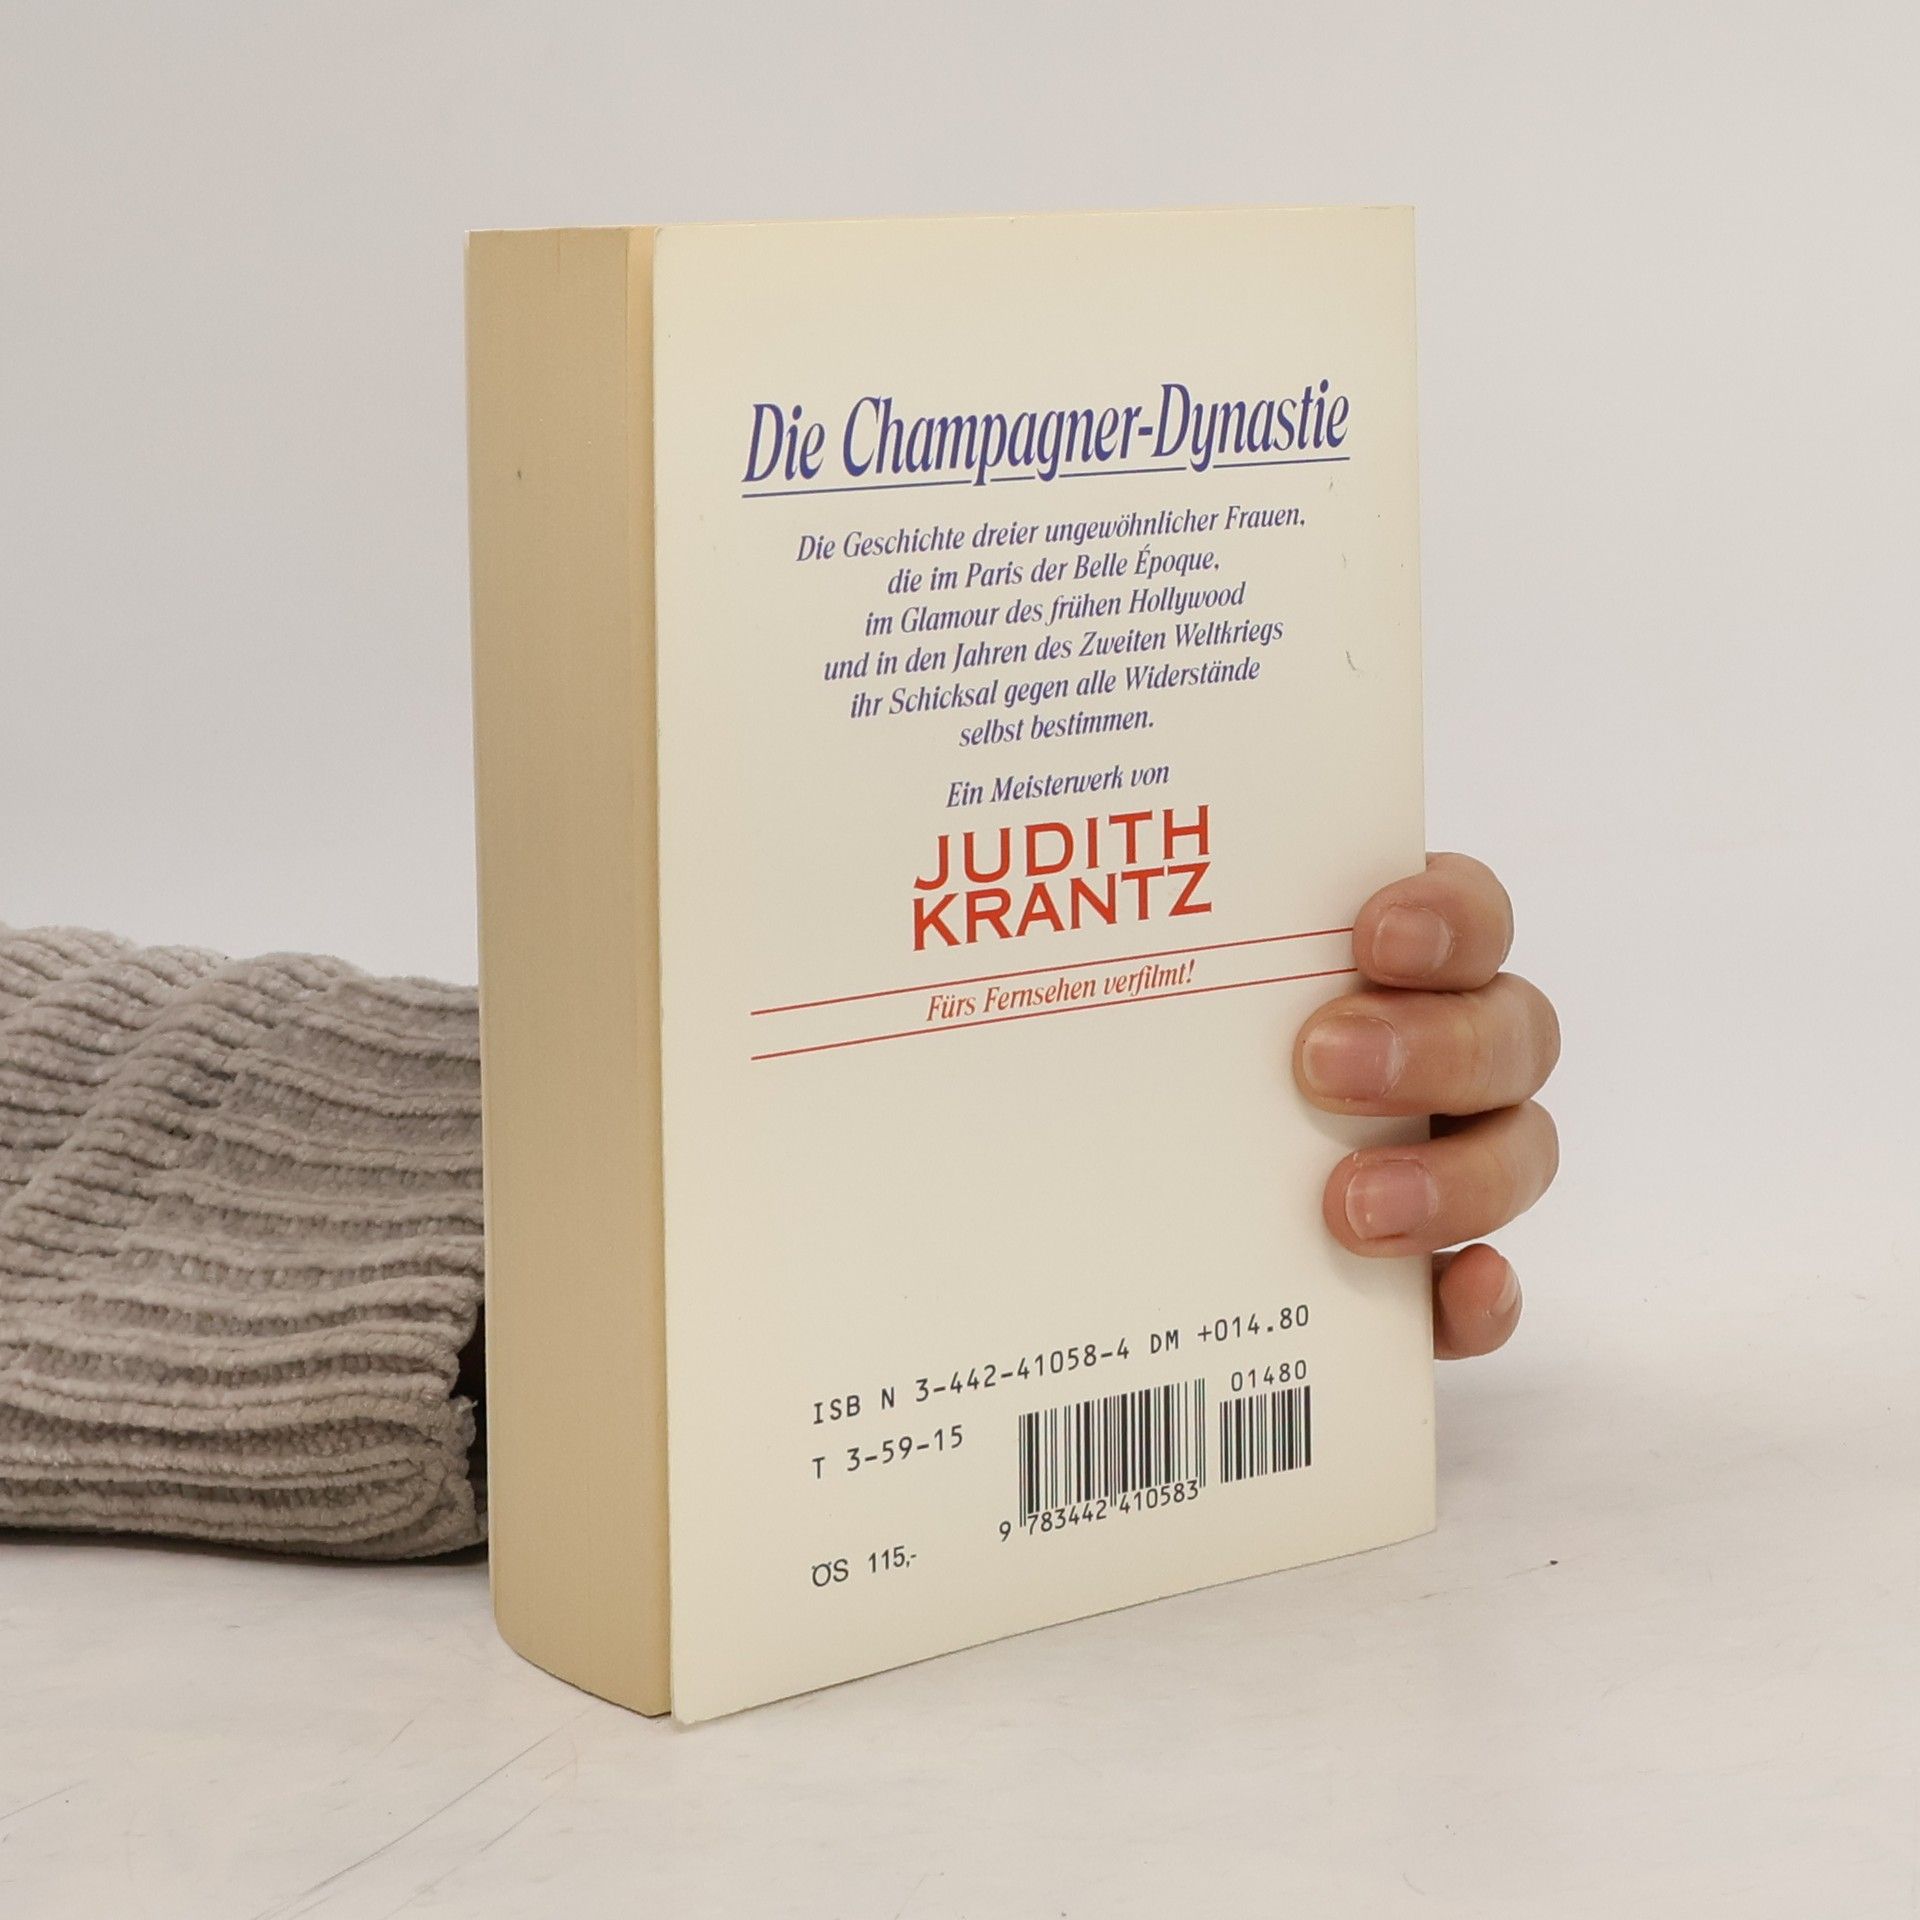 Die Champagner-Dynastie
Die Geschichte dreier ungewöhnlicher Frauen,
die im Paris der Belle Époque,
im Glamour des frühen Hollywood
und in den Jahren des Zweiten Weltkriegs
ihr Schicksal gegen alle Widerstände
selbst bestimmen.
Ein Meisterwerk von
JUDITH
KRANTZ
Fürs Fernsehen verfilmt!
ISB N 3-442-41058-4 DM +014.80
T 3-59-15
01480
9 783442 410583
ÖS 115,-